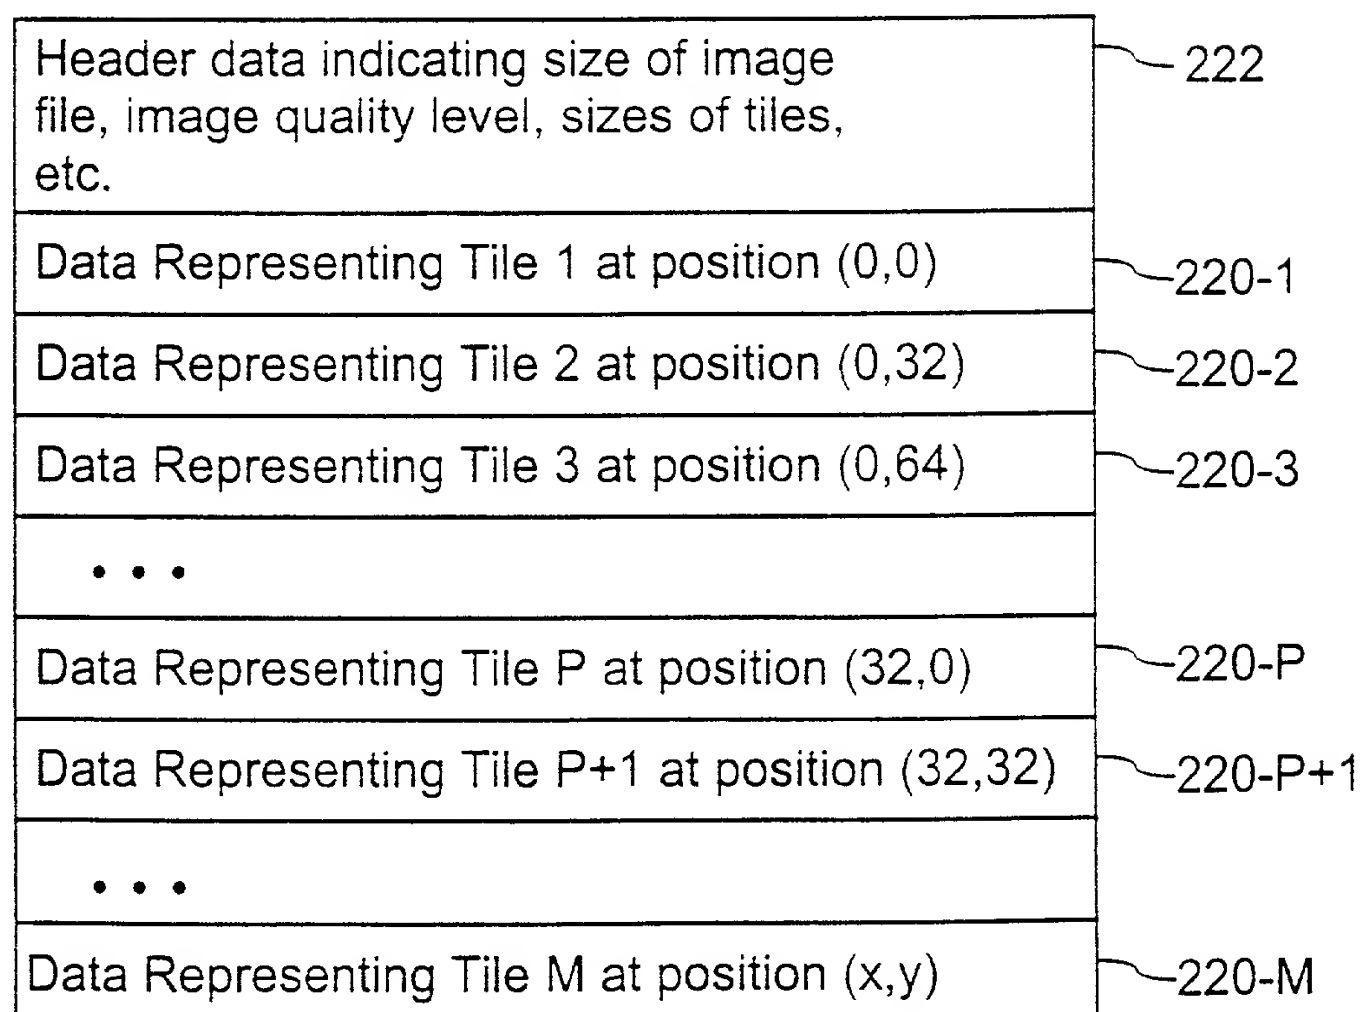 Header data indicating size of image
file, image quality level, sizes of tiles,
etc.
222
Data Representing Tile 1 at position (0,0)
220-1
Data Representing Tile 2 at position (0,32)
220-2
Data Representing Tile 3 at position (0,64)
220-3
• • •
Data Representing Tile P at position (32,0)
220-P
Data Representing Tile P+1 at position (32,32)
220-P+1
• • •
Data Representing Tile M at position (x,y)
220-M